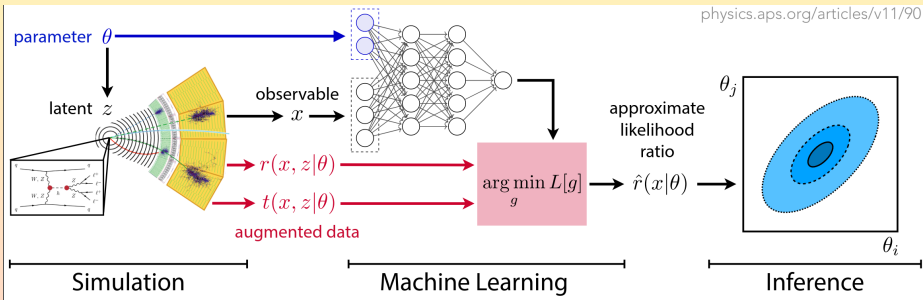 physics.aps.org/articles/v11/90
parameter θ
latent z
observable
x
r(x, z|θ)
t(x, z|θ)
augmented data
arg min L[g]
g
approximate
likelihood
ratio
r̂(x|θ)
θj
θi
q
q
W, Z
W, Z
h
Z
Z
q
q
Simulation
Machine Learning
Inference